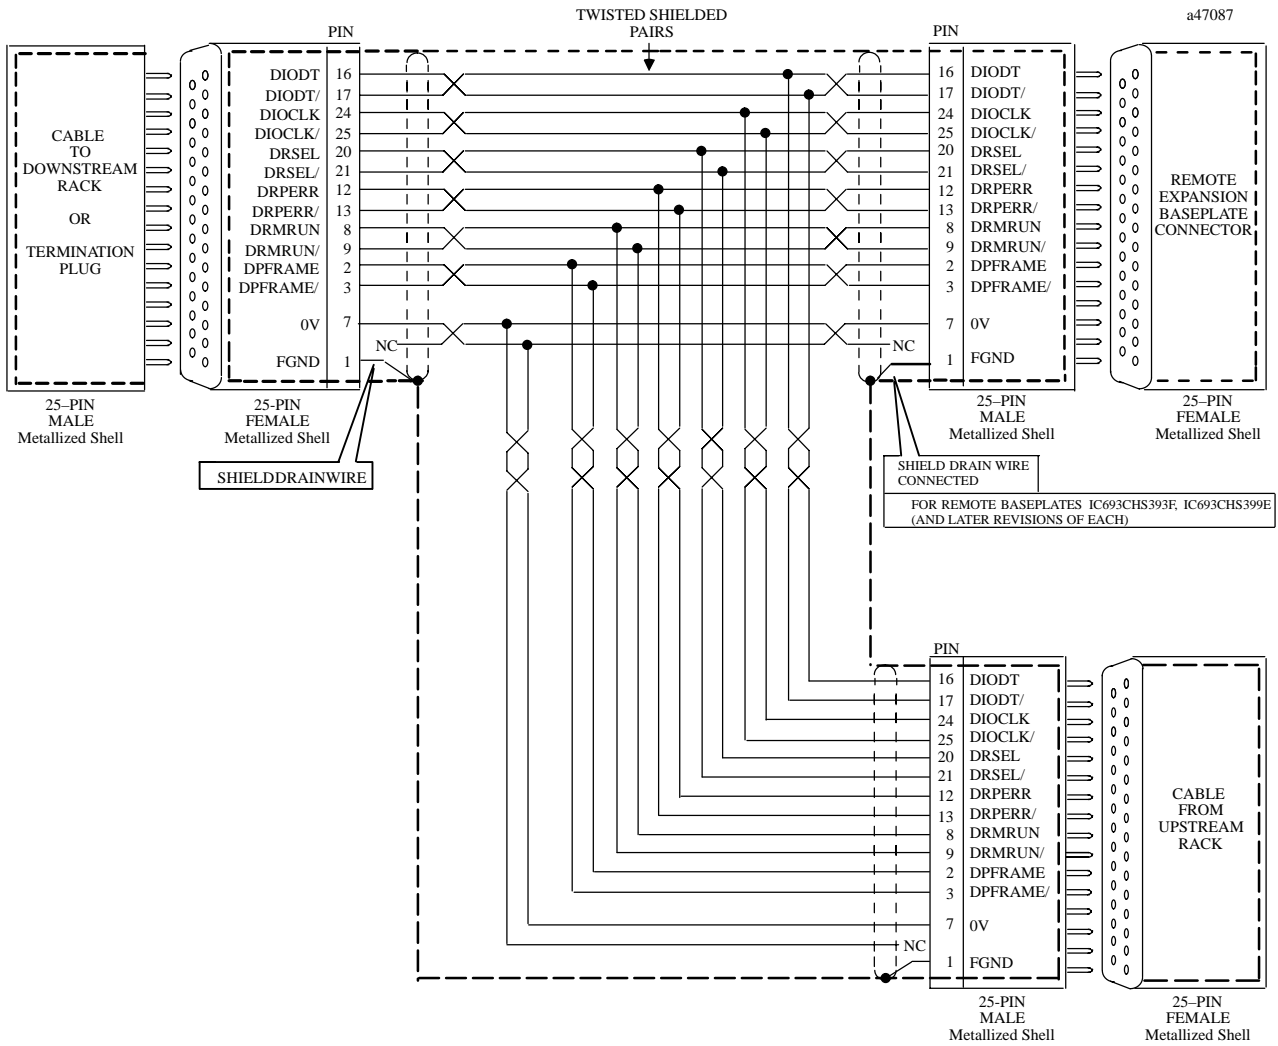 TWISTED SHIELDED
PAIRS
a47087
PIN
PIN
CABLE
TO
DOWNSTREAM
RACK
OR
TERMINATION
PLUG
DIODT 16
DIODT/ 17
DIOCLK 24
DIOCLK/ 25
DRSEL 20
DRSEL/ 21
DRPERR 12
DRPERR/ 13
DRMRUN 8
DRMRUN/ 9
DPFRAME 2
DPFRAME/ 3
0V 7
NC
FGND 1
16 DIODT
17 DIODT/
24 DIOCLK
25 DIOCLK/
20 DRSEL
21 DRSEL/
12 DRPERR
13 DRPERR/
8 DRMRUN
9 DRMRUN/
2 DPFRAME
3 DPFRAME/
7 0V
NC
1 FGND
REMOTE
EXPANSION
BASEPLATE
CONNECTOR
25–PIN
MALE
Metallized Shell
25-PIN
FEMALE
Metallized Shell
25–PIN
MALE
Metallized Shell
25–PIN
FEMALE
Metallized Shell
SHIELDDRAINWIRE
SHIELD DRAIN WIRE
CONNECTED
FOR REMOTE BASEPLATES IC693CHS393F, IC693CHS399E
(AND LATER REVISIONS OF EACH)
PIN
16 DIODT
17 DIODT/
24 DIOCLK
25 DIOCLK/
20 DRSEL
21 DRSEL/
12 DRPERR
13 DRPERR/
8 DRMRUN
9 DRMRUN/
2 DPFRAME
3 DPFRAME/
7 0V
NC
1 FGND
CABLE
FROM
UPSTREAM
RACK
25-PIN
MALE
Metallized Shell
25–PIN
FEMALE
Metallized Shell